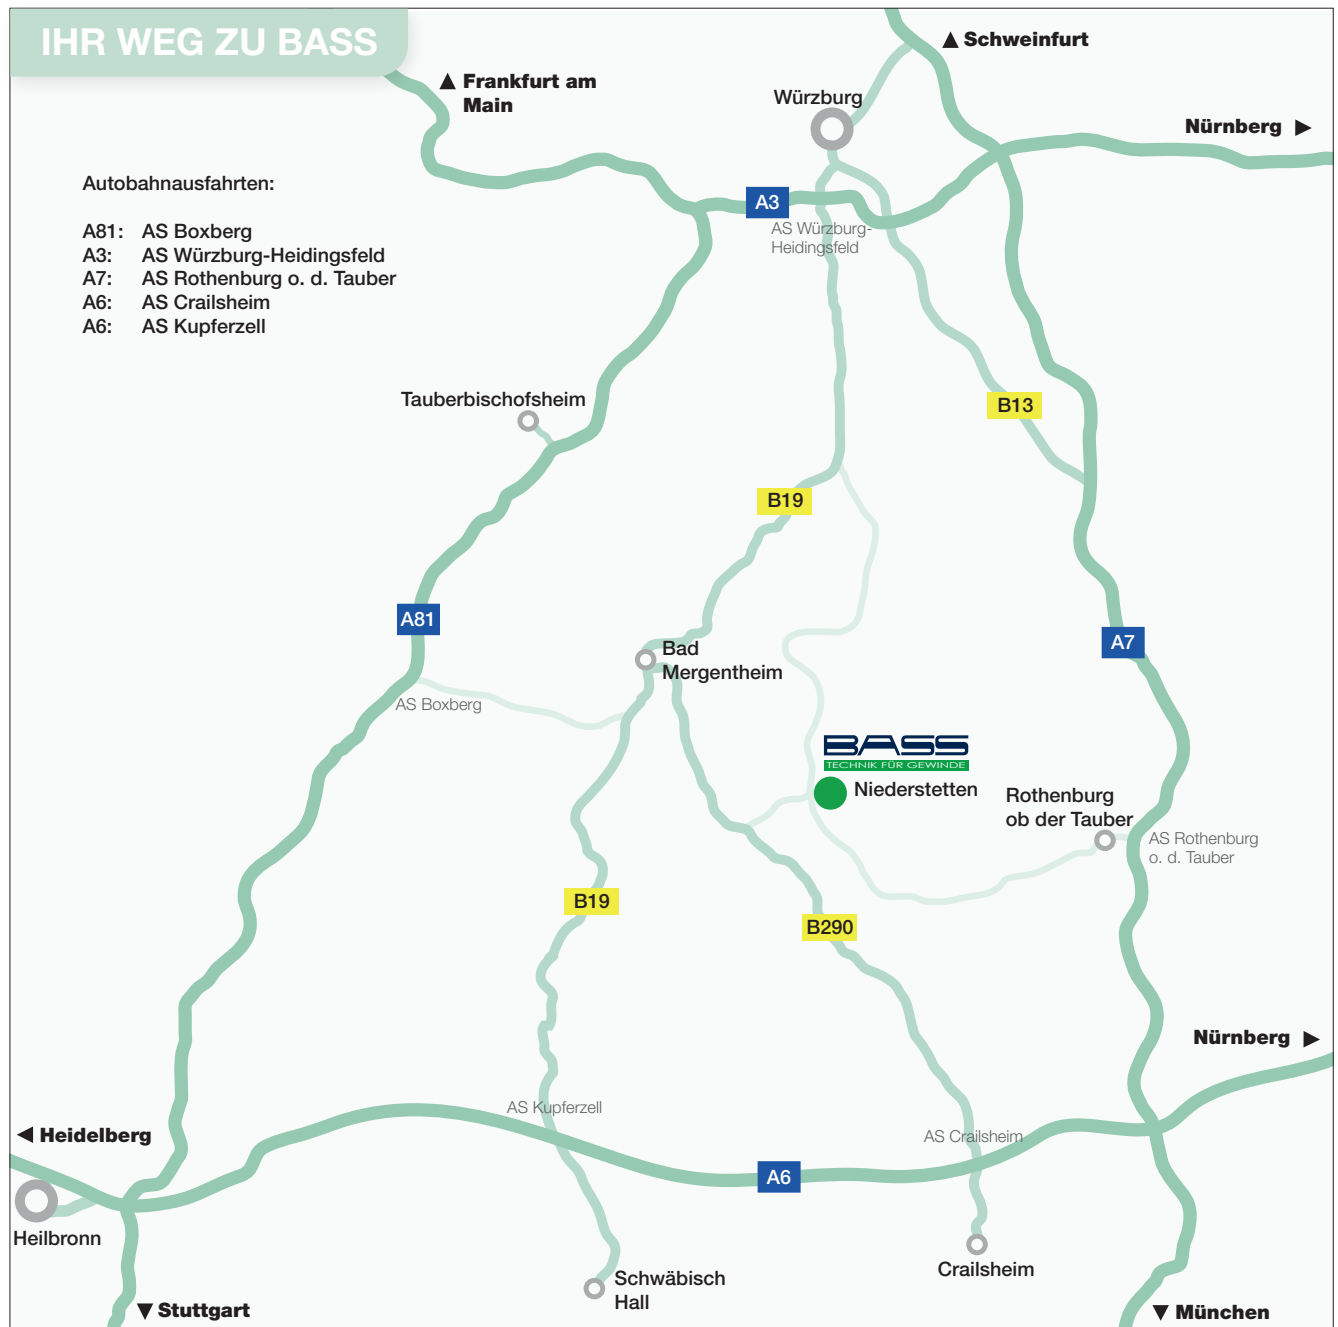 IHR WEG ZU BASS
▲ Schweinfurt
▲ Frankfurt am
Main
Würzburg
Nürnberg ►
Autobahnausfahrten:
A81: AS Boxberg
A3: AS Würzburg-Heidingsfeld
A7: AS Rothenburg o. d. Tauber
A6: AS Crailsheim
A6: AS Kupferzell
A3
AS Würzburg-
Heidingsfeld
Tauberbischofsheim
B13
B19
A81
A7
Bad
Mergentheim
AS Boxberg
BASS
TECHNIK FÜR GEWINDE
Niederstetten
Rothenburg
ob der Tauber
AS Rothenburg
o. d. Tauber
B19
B290
Nürnberg ►
AS Kupferzell
◄ Heidelberg
AS Crailsheim
A6
Heilbronn
Crailsheim
Schwäbisch
Hall
▼ Stuttgart
▼ München